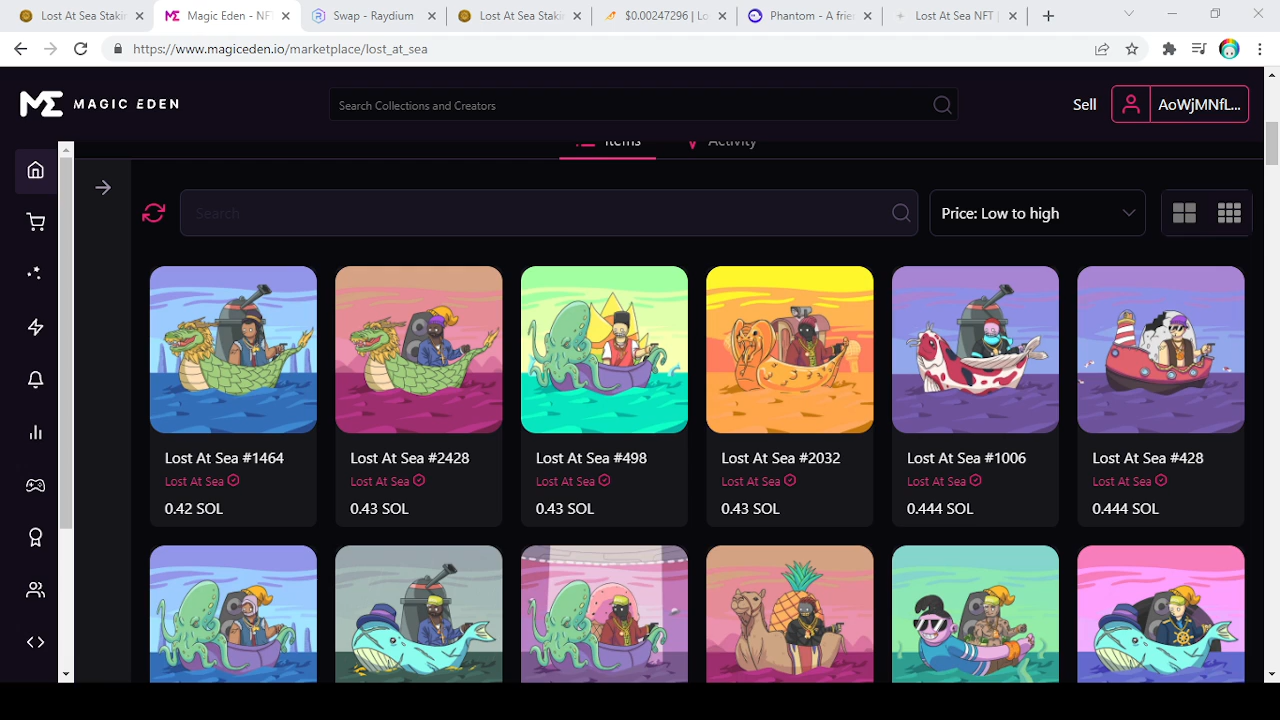 Lost At Sea Stakin
Magic Eden - NF
Swap - Raydium
Lost At Sea Stakin
$0.00247296 | Lo
Phantom - A frie
Lost At Sea NFT |
https://www.magiceden.io/marketplace/lost_at_sea
MAGIC EDEN
Search Collections and Creators
Sell
AoWjMNfL...
Items
Activity
Search
Price: Low to high
Lost At Sea #1464
Lost At Sea #2428
Lost At Sea #498
Lost At Sea #2032
Lost At Sea #1006
Lost At Sea #428
Lost At Sea
Lost At Sea
Lost At Sea
Lost At Sea
Lost At Sea
Lost At Sea
0.42 SOL
0.43 SOL
0.43 SOL
0.43 SOL
0.444 SOL
0.444 SOL